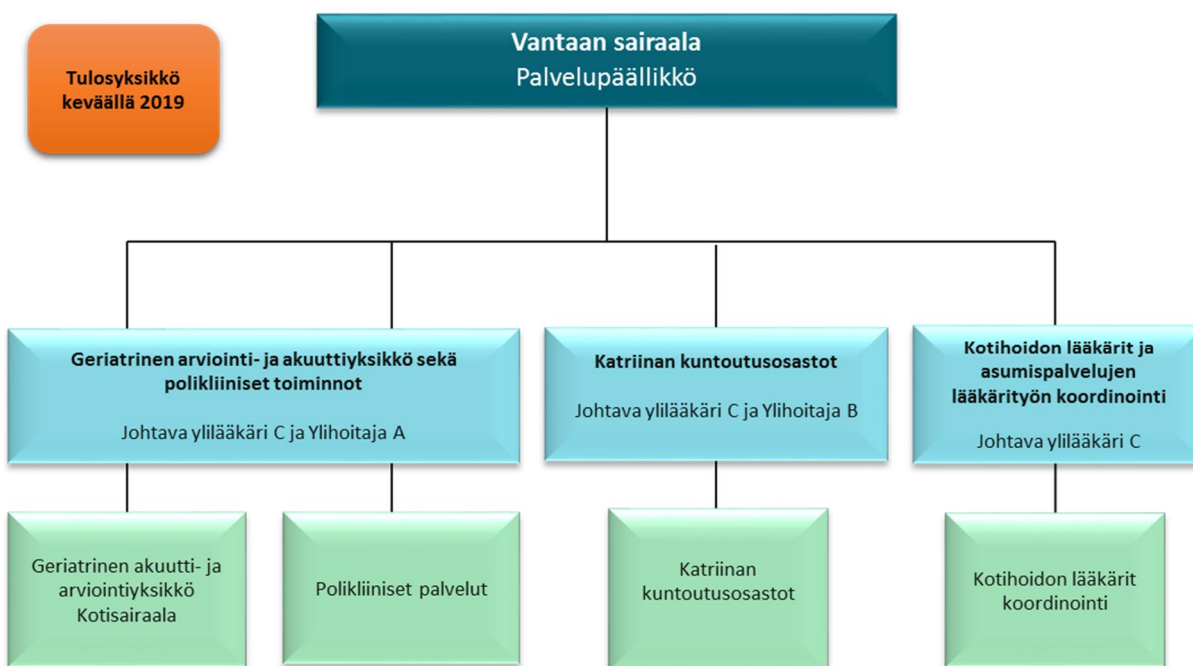 Tulosyksikkö
keväällä 2019
Vantaan sairaala
Palvelupäällikkö
Geriatrinen arviointi- ja akuuttiyksikkö sekä
polikliiniset toiminnot
Johtava ylilääkäri C ja Ylihoitaja A
Katriinan kuntoutusosastot
Johtava ylilääkäri C ja Ylihoitaja B
Kotihoidon lääkärit ja
asumispalvelujen
lääkärityön koordinointi
Johtava ylilääkäri C
Geriatrinen akuutti- ja
arviointiyksikkö
Kotisairaala
Polikliiniset palvelut
Katriinan
kuntoutusosastot
Kotihoidon lääkärit
koordinointi